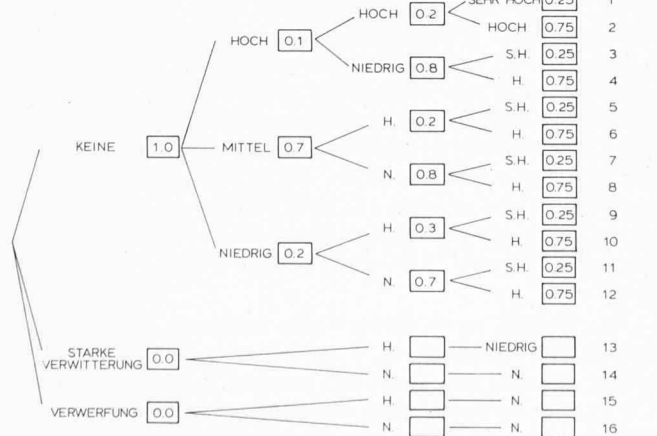 SEHR HOCH 0.25 1
HOCH 0.2
HOCH 0.75 2
HOCH 0.1
S.H. 0.25 3
NIEDRIG 0.8
H. 0.75 4
S.H. 0.25 5
H. 0.2
H. 0.75 6
KEINE 1.0 MITTEL 0.7
S.H. 0.25 7
N. 0.8
H. 0.75 8
S.H. 0.25 9
H. 0.3
H. 0.75 10
NIEDRIG 0.2
S.H. 0.25 11
N. 0.7
H. 0.75 12
H. NIEDRIG 13
STARKE
VERWITTERUNG 0.0
N. N. 14
H. N. 15
VERWERFUNG 0.0
N. N. 16